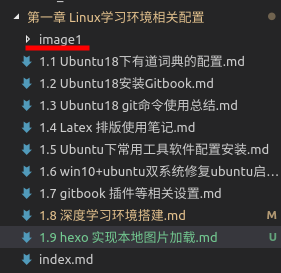 第一章 Linux学习环境相关配置
image1
1.1 Ubuntu18下有道词典的配置.md
1.2 Ubuntu18安装Gitbook.md
1.3 Ubuntu18 git命令使用总结.md
1.4 Latex 排版使用笔记.md
1.5 Ubuntu下常用工具软件配置安装.md
1.6 win10+ubuntu双系统修复ubuntu启...
1.7 gitbook 插件等相关设置.md
1.8 深度学习环境搭建.md M
1.9 hexo 实现本地图片加载.md U
index.md